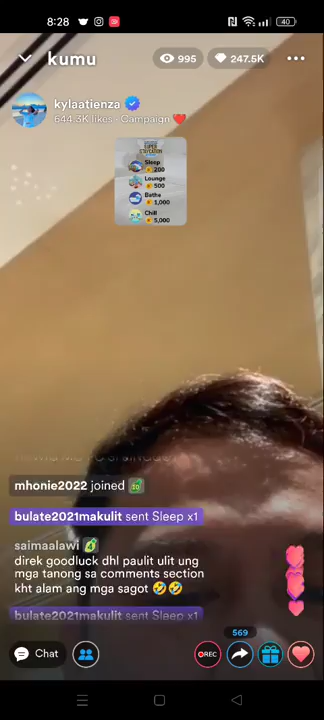 8:28
40
kumu
995
247.5K
kylaatienza
644.3K likes · Campaign
Sleep
200
Lounge
500
Bathe
1,000
Chill
5,000
mhonie2022 joined
bulate2021makulit sent Sleep x1
saimaalawi
direk goodluck dhl paulit ulit ung
mga tanong sa comments section
kht alam ang mga sagot 🤣🤣
bulate2021makulit sent Sleep x1
569
Chat
REC